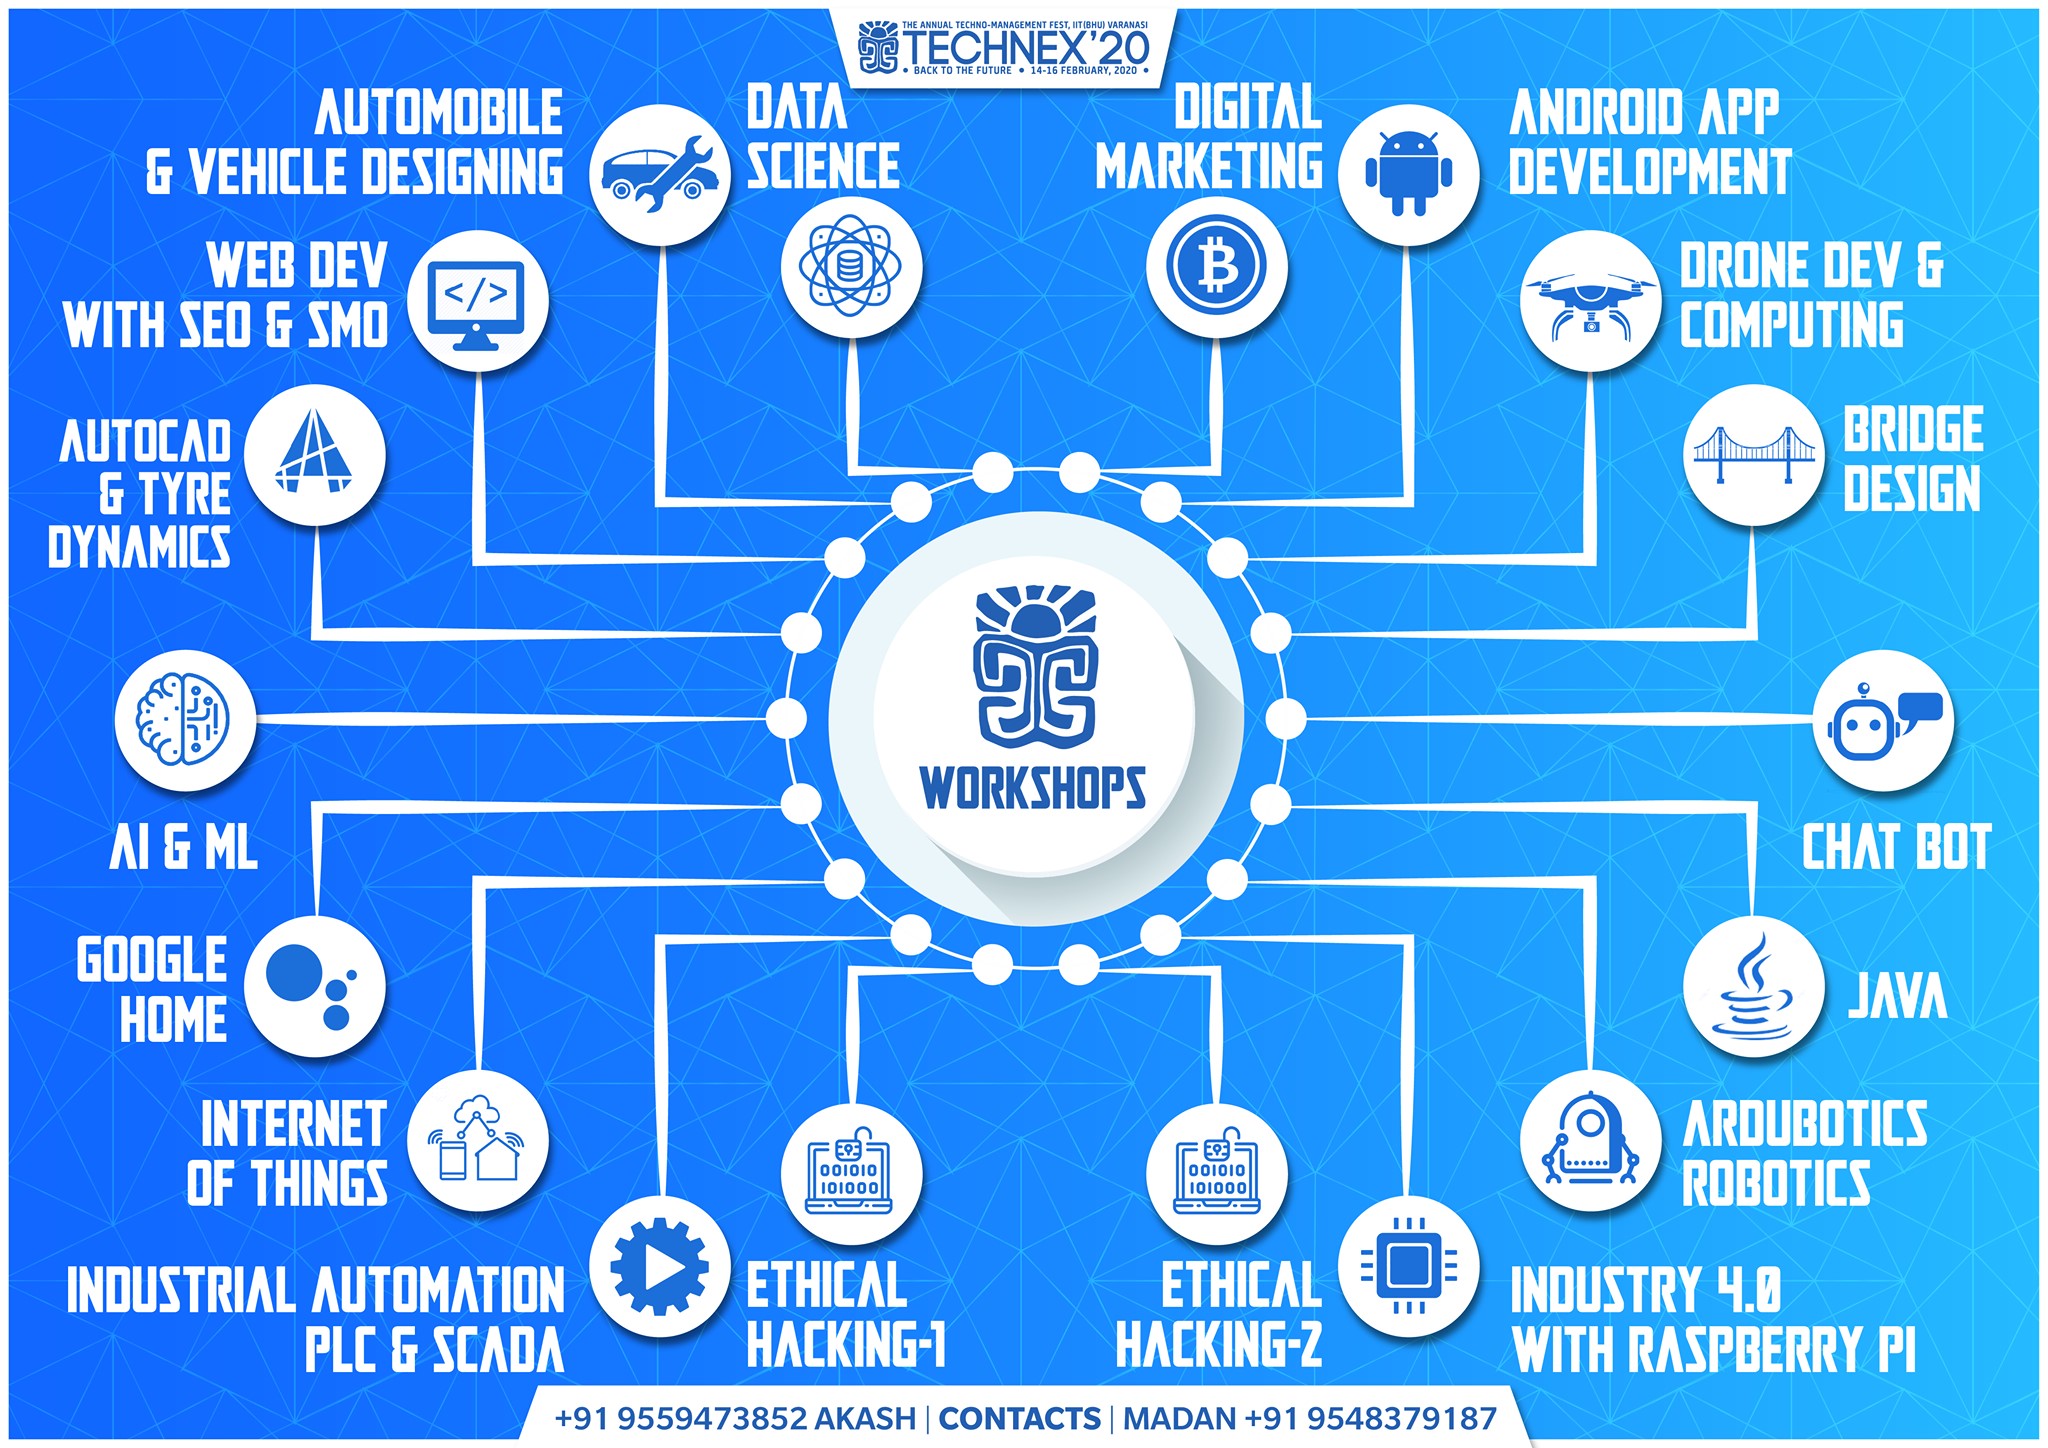 THE ANNUAL TECHNO-MANAGEMENT FEST, IIT(BHU) VARANASI
TECHNEX'20
• BACK TO THE FUTURE • 14-16 FEBRUARY, 2020 •
AUTOMOBILE
& VEHICLE DESIGNING
DATA
SCIENCE
DIGITAL
MARKETING
ANDROID APP
DEVELOPMENT
WEB DEV
WITH SEO & SMO
</>
DRONE DEV &
COMPUTING
AUTOCAD
& TYRE
DYNAMICS
BRIDGE
DESIGN
WORKSHOPS
AI & ML
CHAT BOT
GOOGLE
HOME
JAVA
INTERNET
OF THINGS
ARDUBOTICS
ROBOTICS
001010
101000
001010
101000
INDUSTRIAL AUTOMATION
PLC & SCADA
ETHICAL
HACKING-1
ETHICAL
HACKING-2
INDUSTRY 4.0
WITH RASPBERRY PI
+91 9559473852 AKASH | CONTACTS | MADAN +91 9548379187